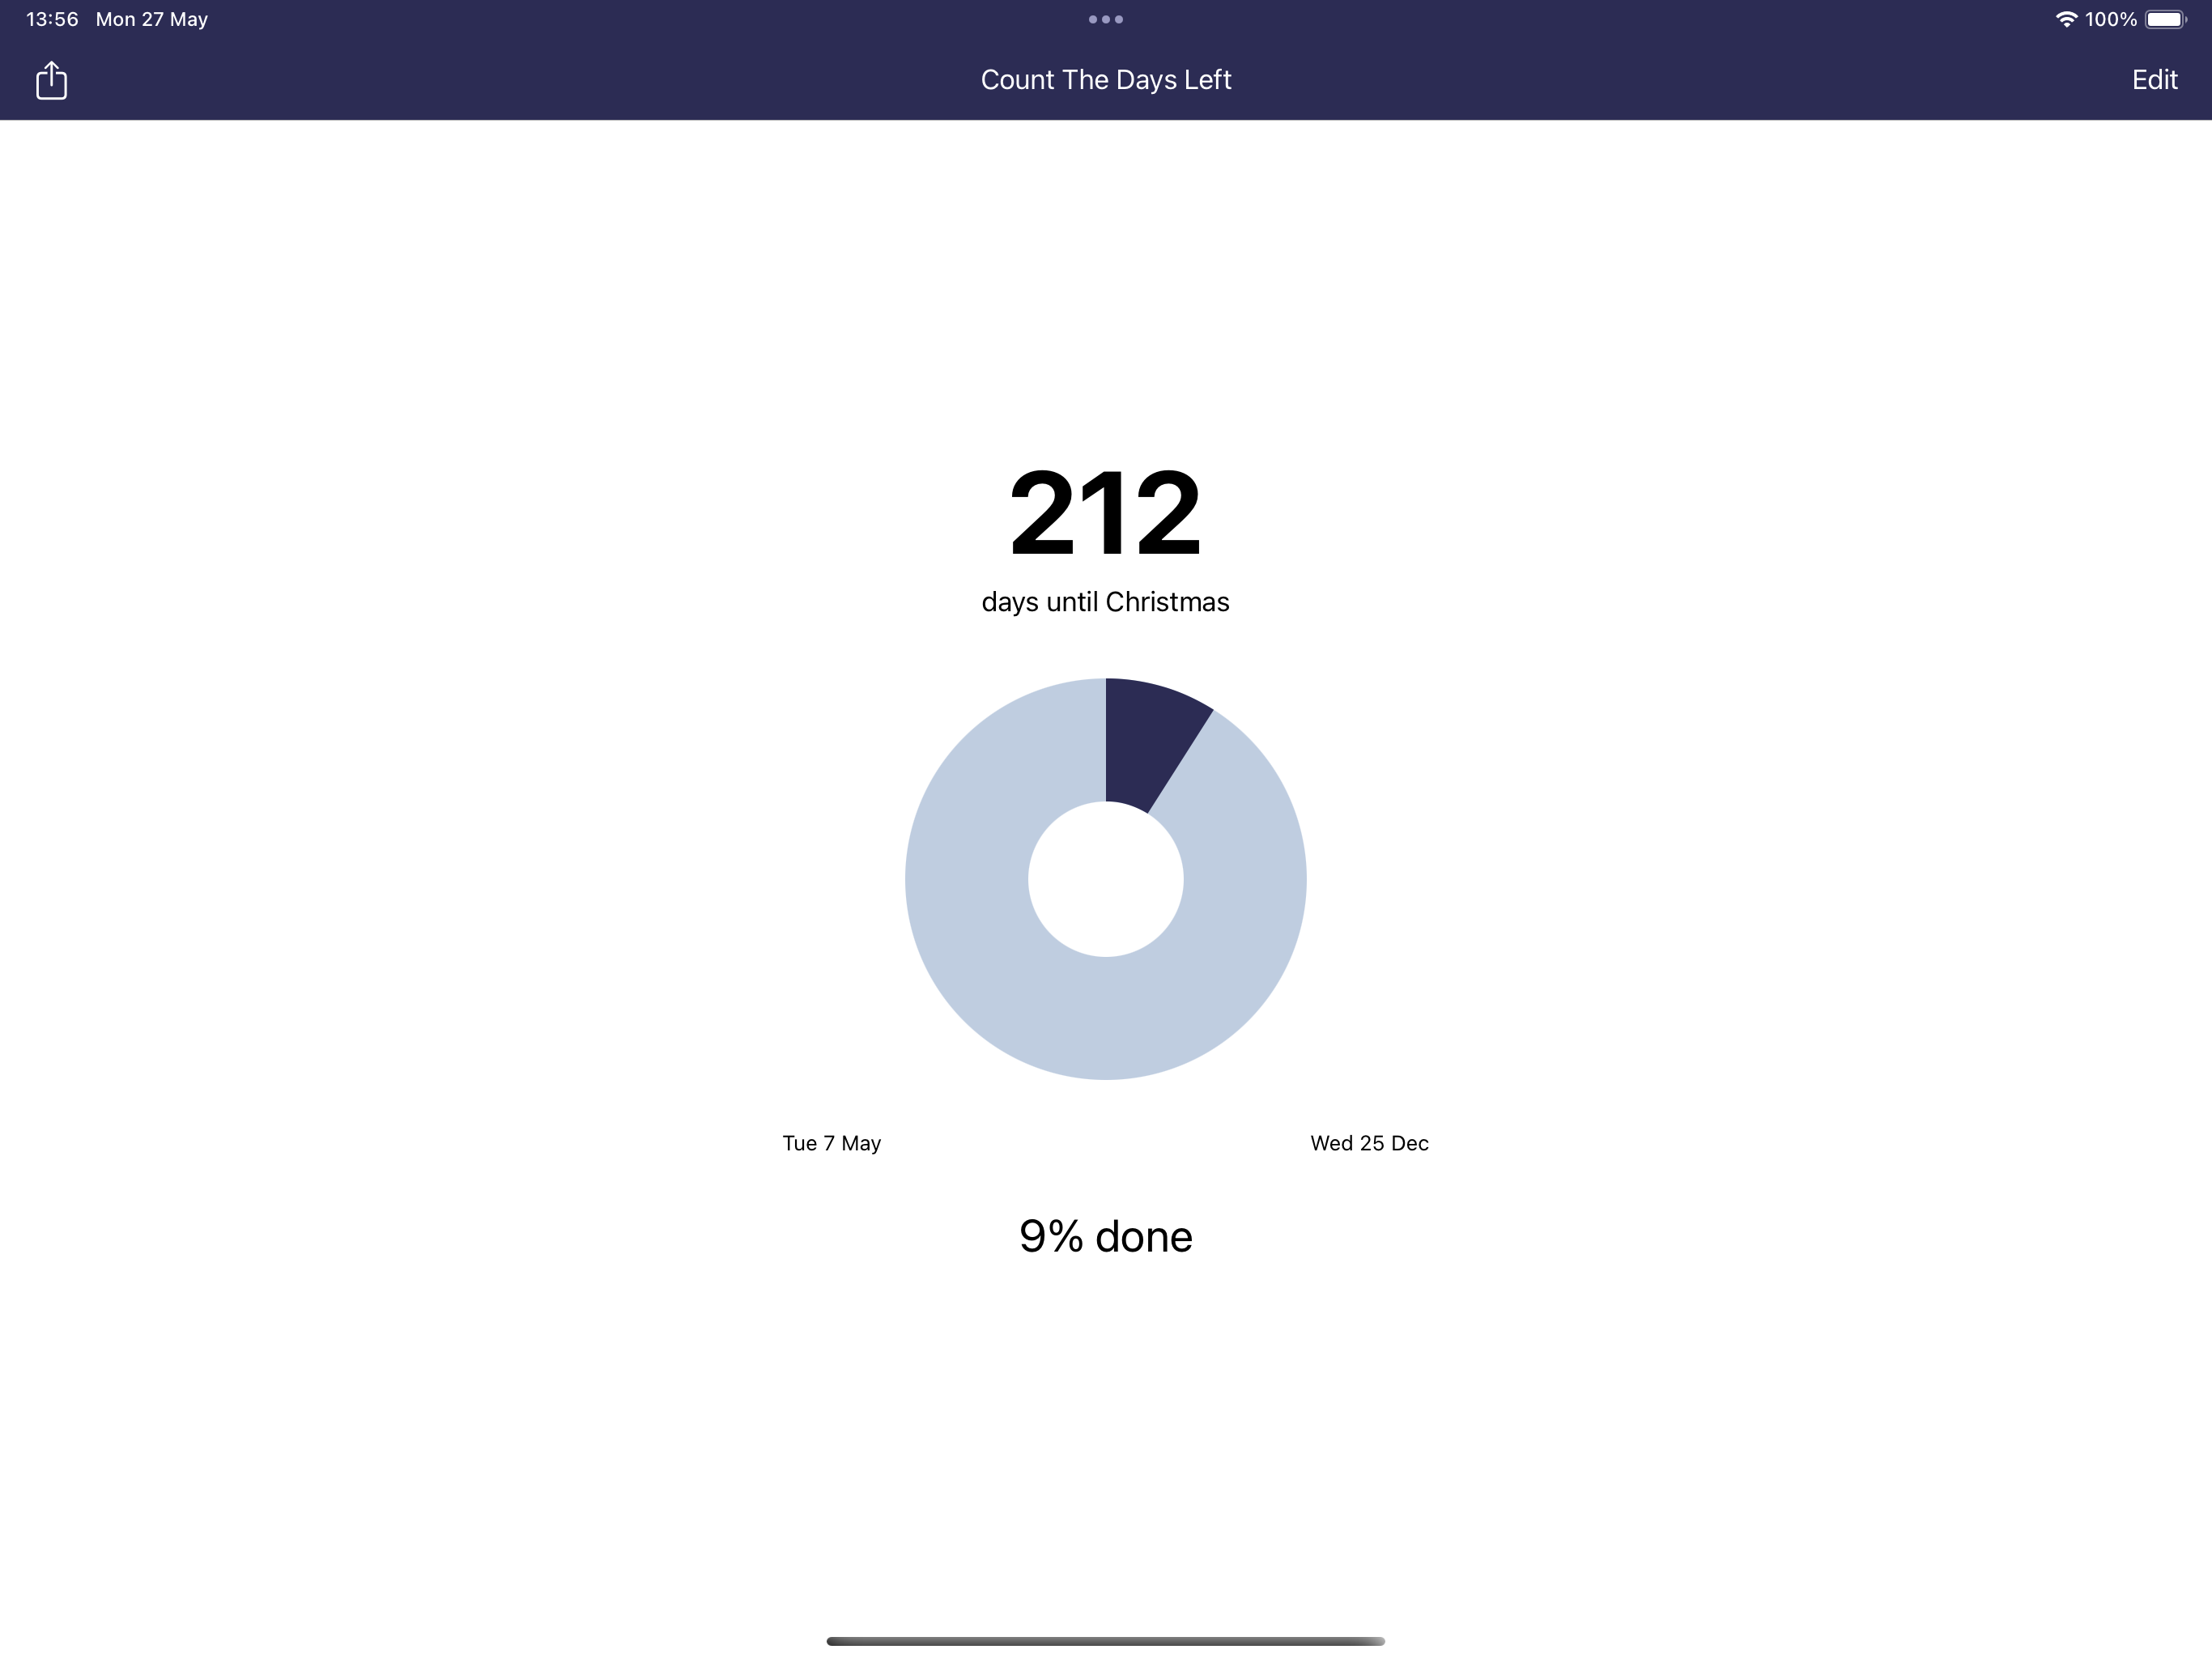 13:56 Mon 27 May
100%
Count The Days Left
Edit
212
days until Christmas
Tue 7 May
Wed 25 Dec
9% done